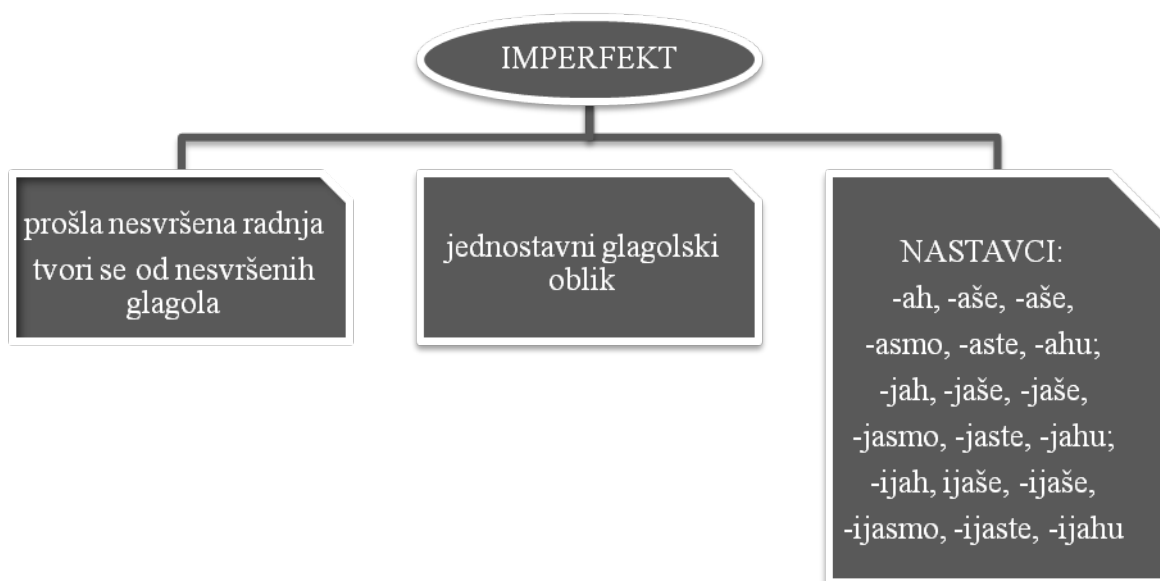 IMPERFEKT
prošla nesvršena radnja
tvori se od nesvršenih
glagola
jednostavni glagolski
oblik
NASTAVCI:
-ah, -aše, -aše,
-asmo, -aste, -ahu;
-jah, -jaše, -jaše,
-jasmo, -jaste, -jahu;
-ijah, ijaše, -ijaše,
-ijasmo, -ijaste, -ijahu